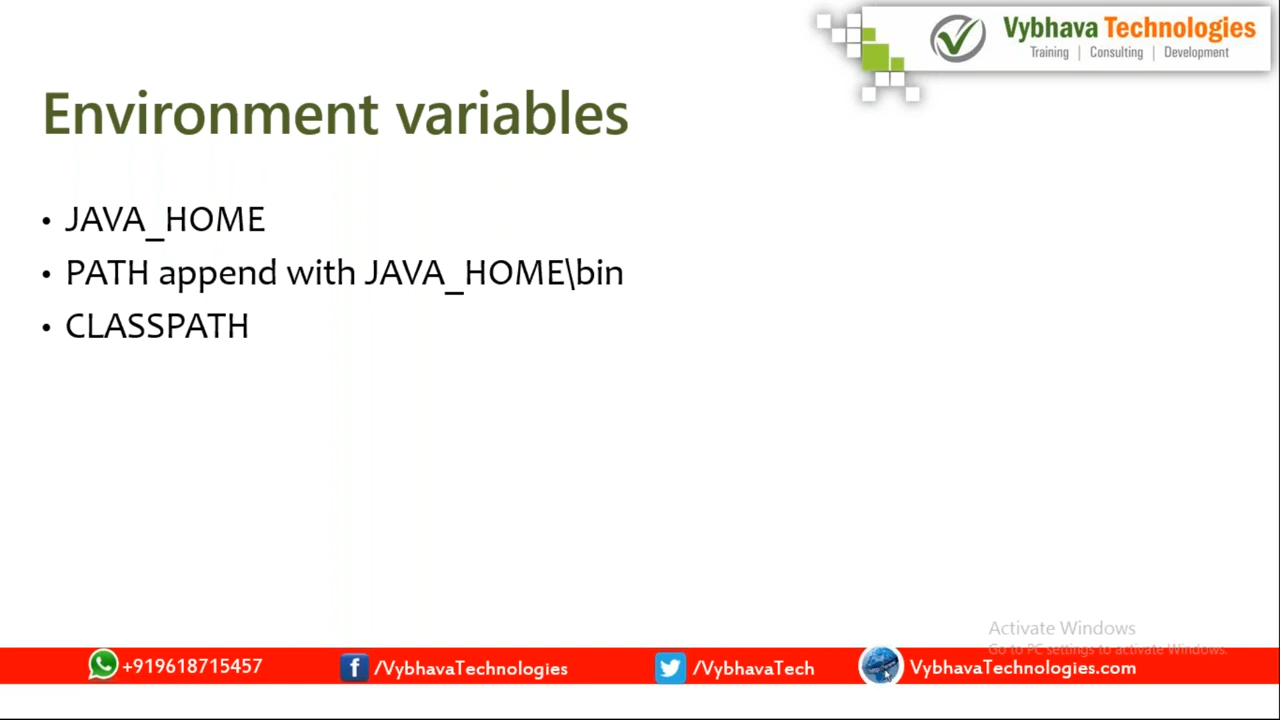 Vybhava Technologies
Training | Consulting | Development
Environment variables
• JAVA_HOME
• PATH append with JAVA_HOME\bin
• CLASSPATH
Activate Windows
Go to PC settings to activate Windows.
+919618715457 /VybhavaTechnologies /VybhavaTech VybhavaTechnologies.com